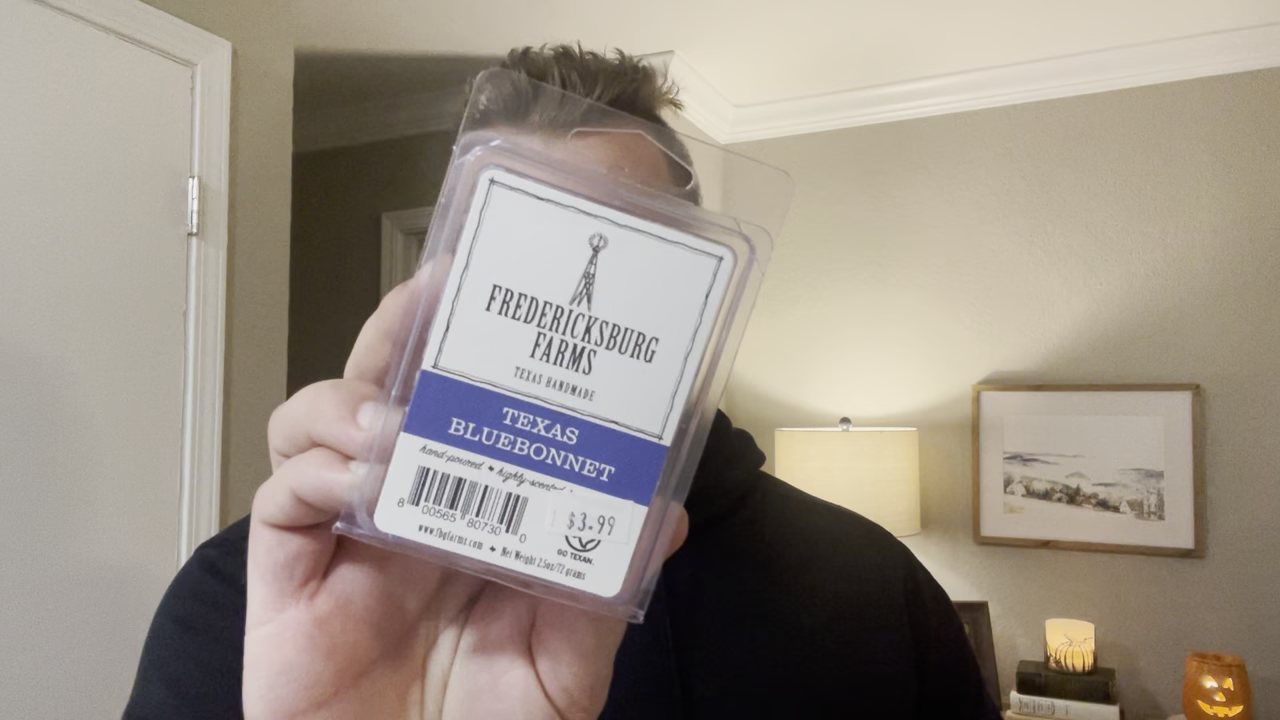 FREDERICKSBURG
FARMS
TEXAS HANDMADE
TEXAS
BLUEBONNET
hand-poured highly-scent
8 00565 80730 0
$3.99
GO TEXAN.
www.fbgfarms.com Net Weight 2.5oz/72 grams